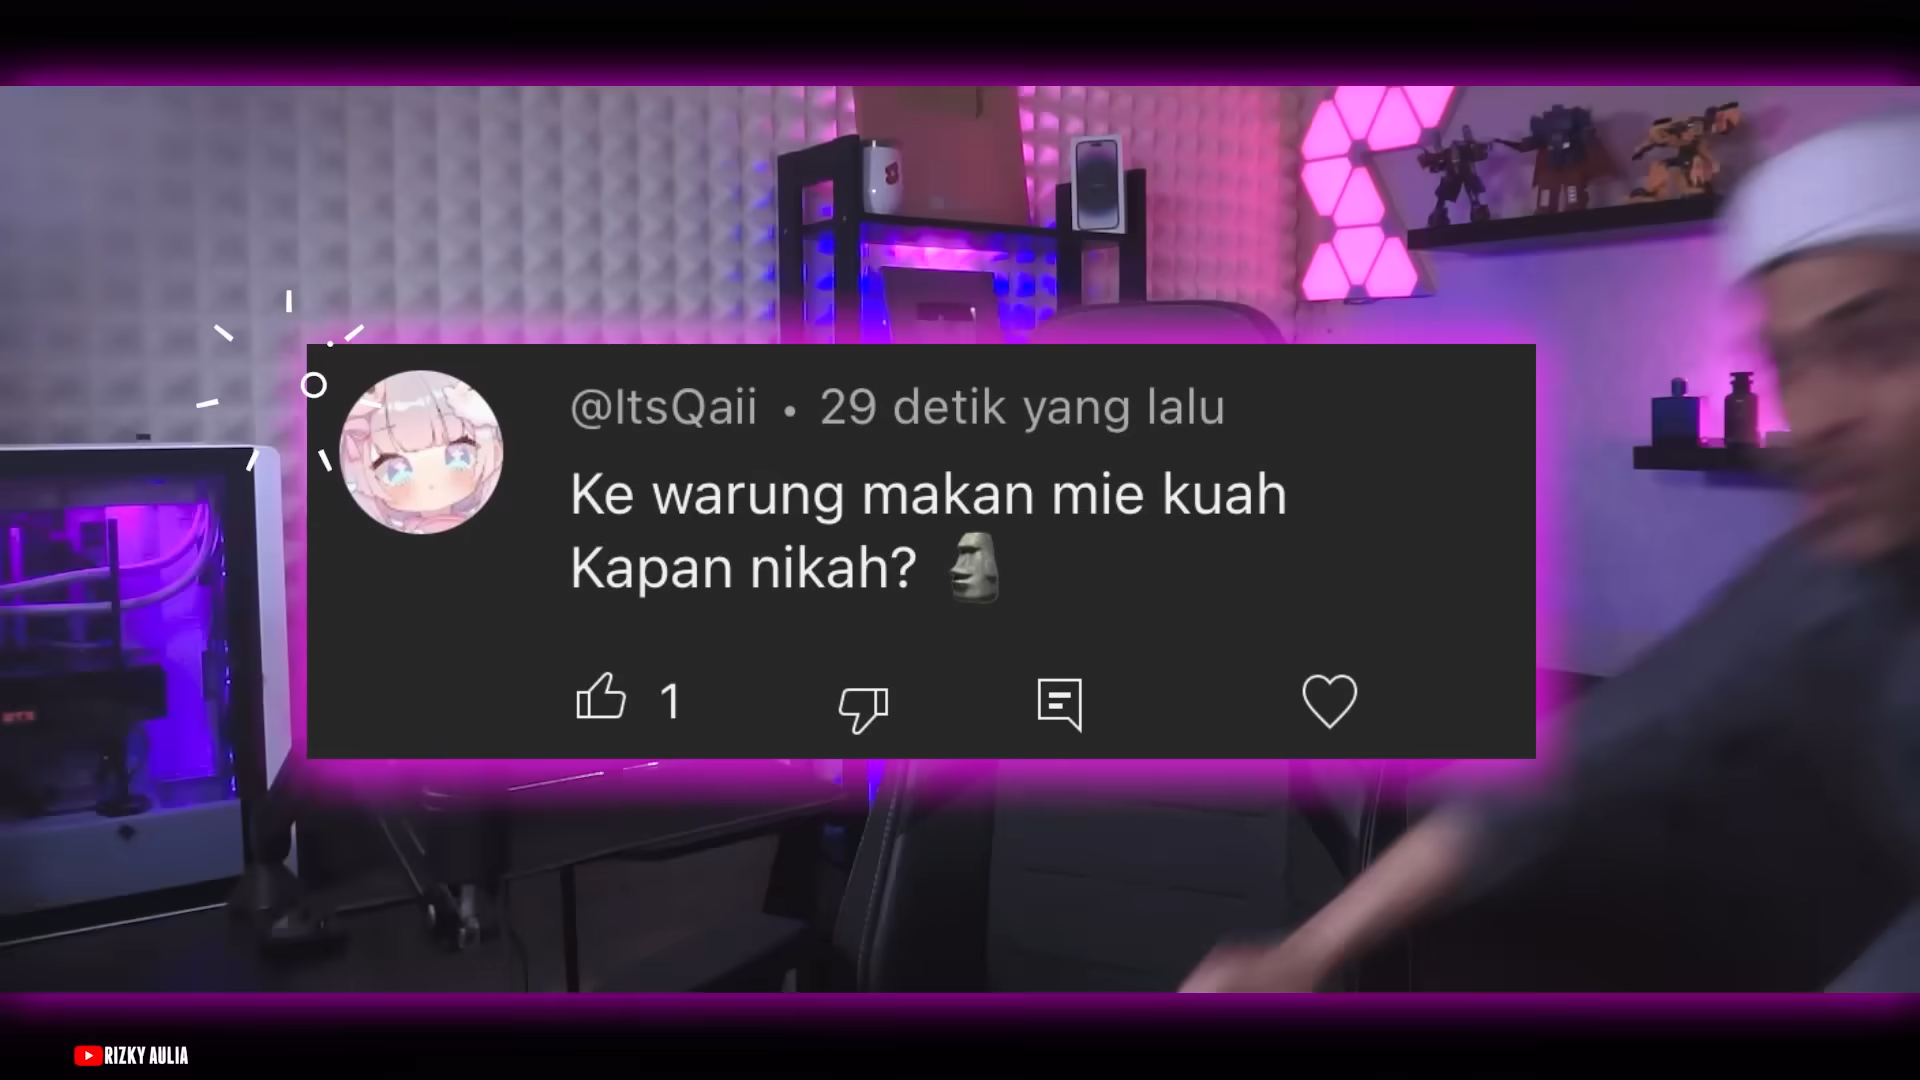 @ItsQaii • 29 detik yang lalu
Ke warung makan mie kuah
Kapan nikah? 🗿
1
RIZKY AULIA